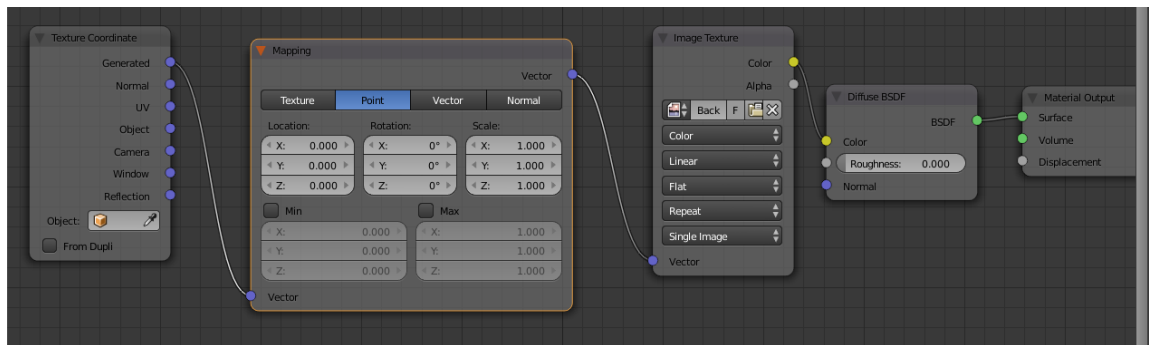 Texture Coordinate
Generated
Normal
UV
Object
Camera
Window
Reflection
Object:
From Dupli
Mapping
Vector
Texture Point Vector Normal
Location: Rotation: Scale:
X: 0.000 X: 0° X: 1.000
Y: 0.000 Y: 0° Y: 1.000
Z: 0.000 Z: 0° Z: 1.000
Min Max
X: 0.000 X: 1.000
Y: 0.000 Y: 1.000
Z: 0.000 Z: 1.000
Vector
Image Texture
Color
Alpha
Back F
Color
Linear
Flat
Repeat
Single Image
Vector
Diffuse BSDF
BSDF
Color
Roughness: 0.000
Normal
Material Output
Surface
Volume
Displacement